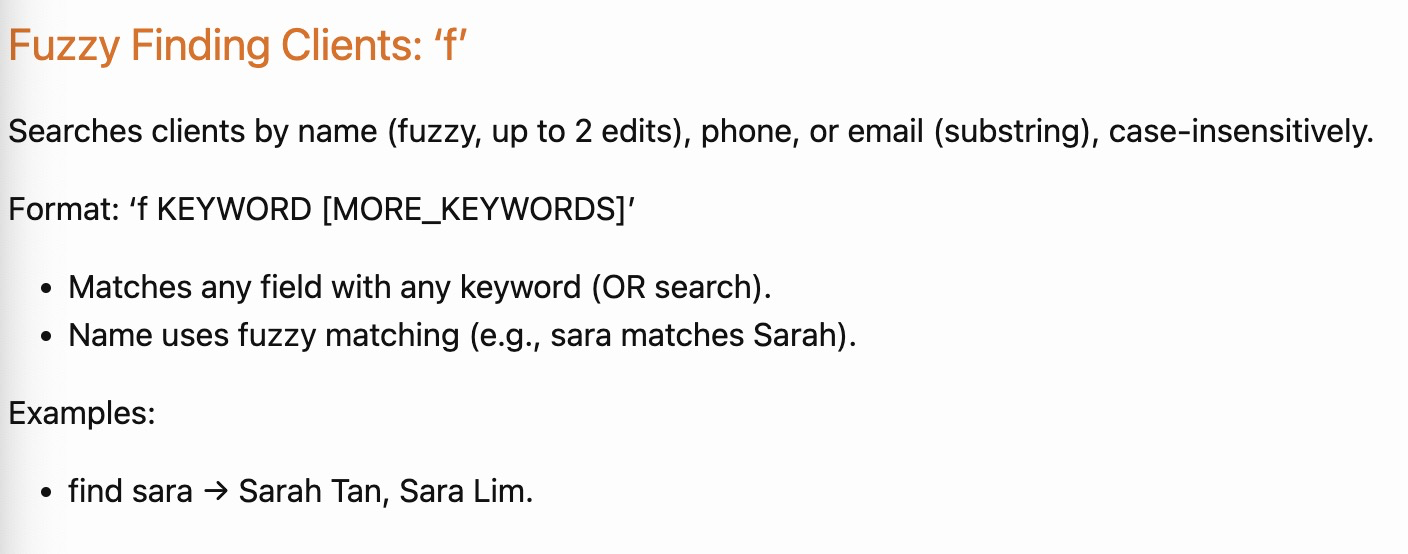 Fuzzy Finding Clients: ‘f’
Searches clients by name (fuzzy, up to 2 edits), phone, or email (substring), case-insensitively.
Format: ‘f KEYWORD [MORE_KEYWORDS]’
• Matches any field with any keyword (OR search).
• Name uses fuzzy matching (e.g., sara matches Sarah).
Examples:
• find sara → Sarah Tan, Sara Lim.